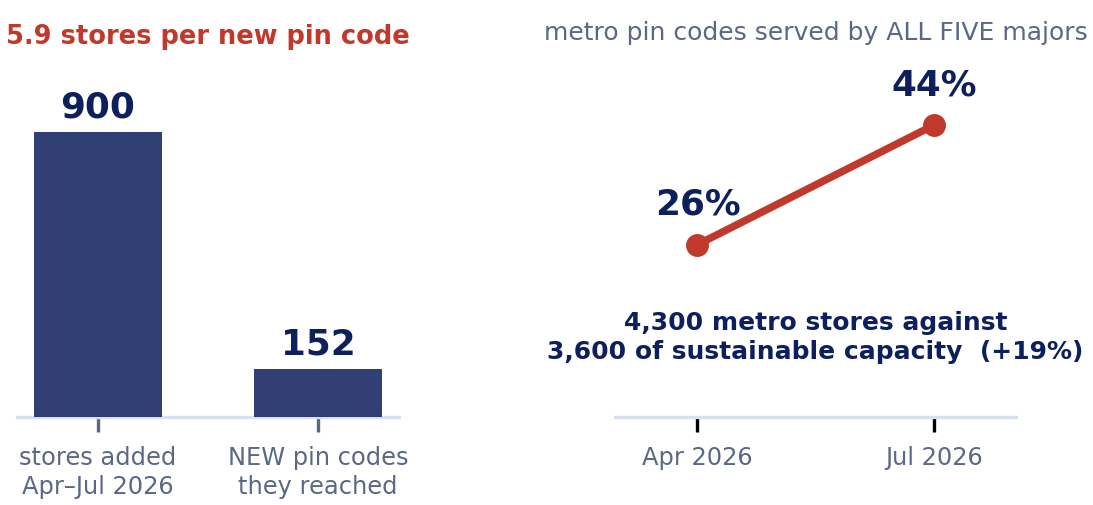 5.9 stores per new pin code
900
152
stores added
Apr–Jul 2026
NEW pin codes
they reached
metro pin codes served by ALL FIVE majors
44%
26%
4,300 metro stores against
3,600 of sustainable capacity (+19%)
Apr 2026
Jul 2026